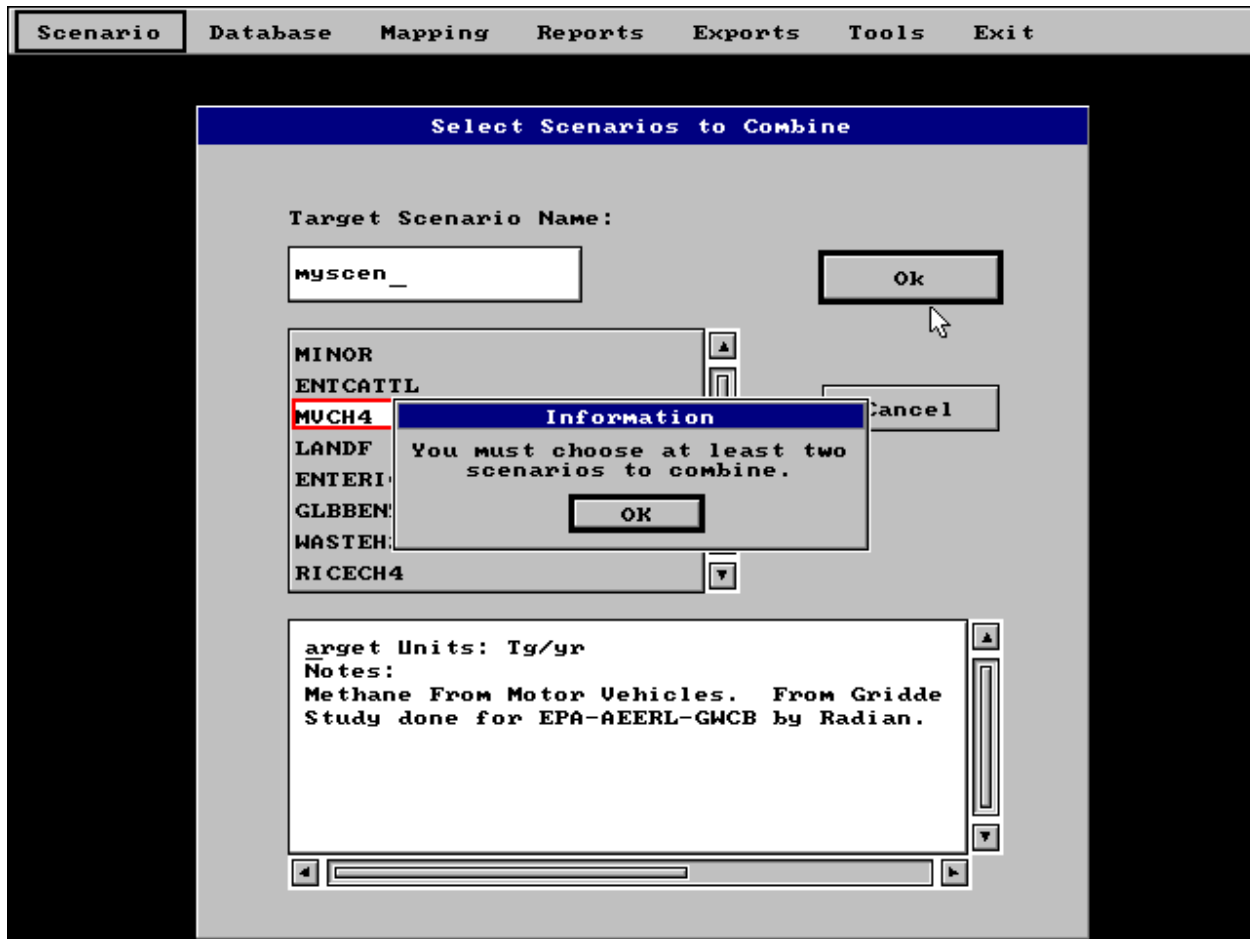 Scenario Database Mapping Reports Exports Tools Exit
Select Scenarios to Combine
Target Scenario Name:
myscen_
Ok
MINOR
ENTCATTL
MVCH4
Cancel
LANDF
ENTERI
GLBBEN
WASTEH
RICECH4
Information
You must choose at least two
scenarios to combine.
OK
arget Units: Tg/yr
Notes:
Methane From Motor Vehicles. From Gridde
Study done for EPA-AEERL-GWCB by Radian.